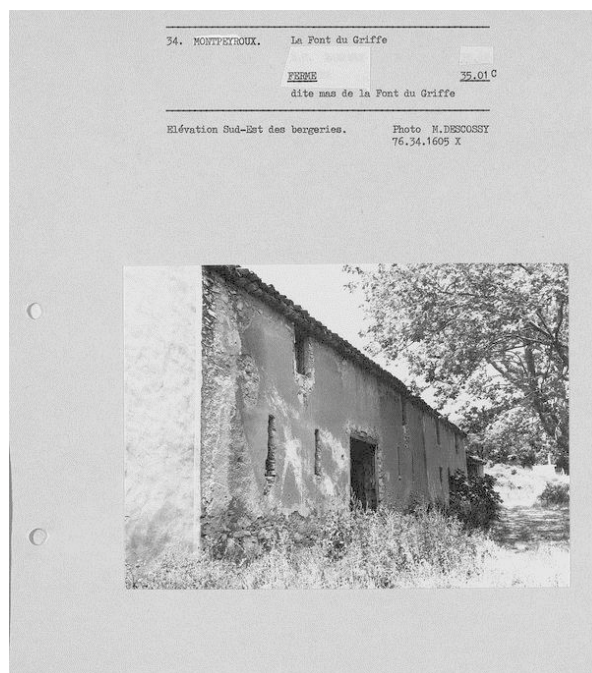 34. MONTPEYROUX. La Font du Griffe
FERME 35.01 C
dite mas de la Font du Griffe
Elévation Sud-Est des bergeries. Photo M.DESCOSSY
76.34.1605 X